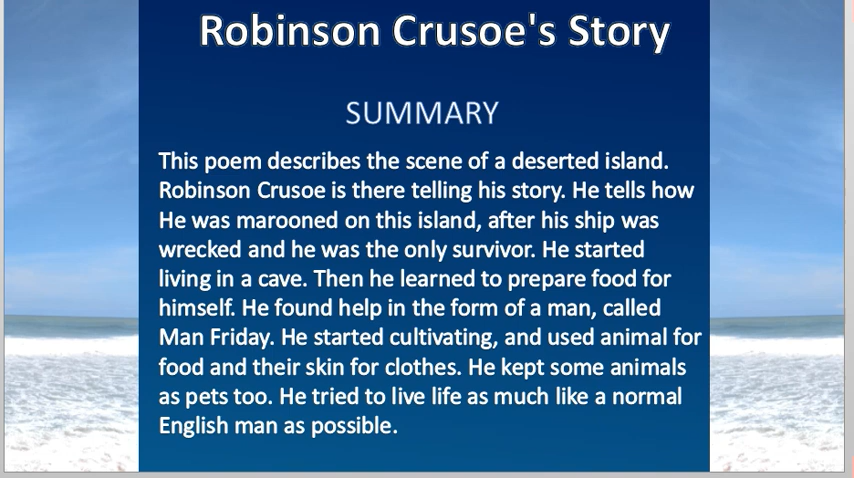 Robinson Crusoe's Story
SUMMARY
This poem describes the scene of a deserted island.
Robinson Crusoe is there telling his story. He tells how
He was marooned on this island, after his ship was
wrecked and he was the only survivor. He started
living in a cave. Then he learned to prepare food for
himself. He found help in the form of a man, called
Man Friday. He started cultivating, and used animal for
food and their skin for clothes. He kept some animals
as pets too. He tried to live life as much like a normal
English man as possible.